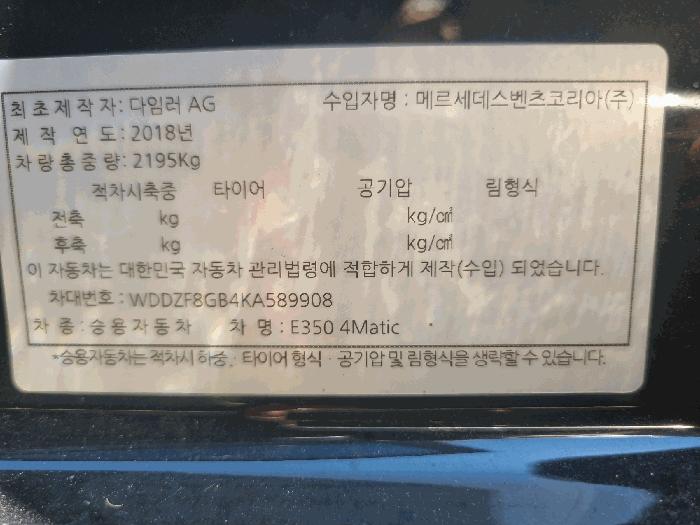 최초제작자: 다임러 AG 수입자명 : 메르세데스벤츠코리아(주)
제 작 연 도: 2018년
차량총중량: 2195Kg
적차시축중 타이어 공기압 림형식
전축 kg kg/㎠
후축 kg kg/㎠
이 자동차는 대한민국 자동차 관리법령에 적합하게 제작(수입) 되었습니다.
차대번호 : WDDZF8GB4KA589908
차 종 : 승용자동차 차 명 : E350 4Matic
*승용자동차는 적차시 하중 · 타이어 형식 · 공기압 및 림형식을 생략할 수 있습니다.